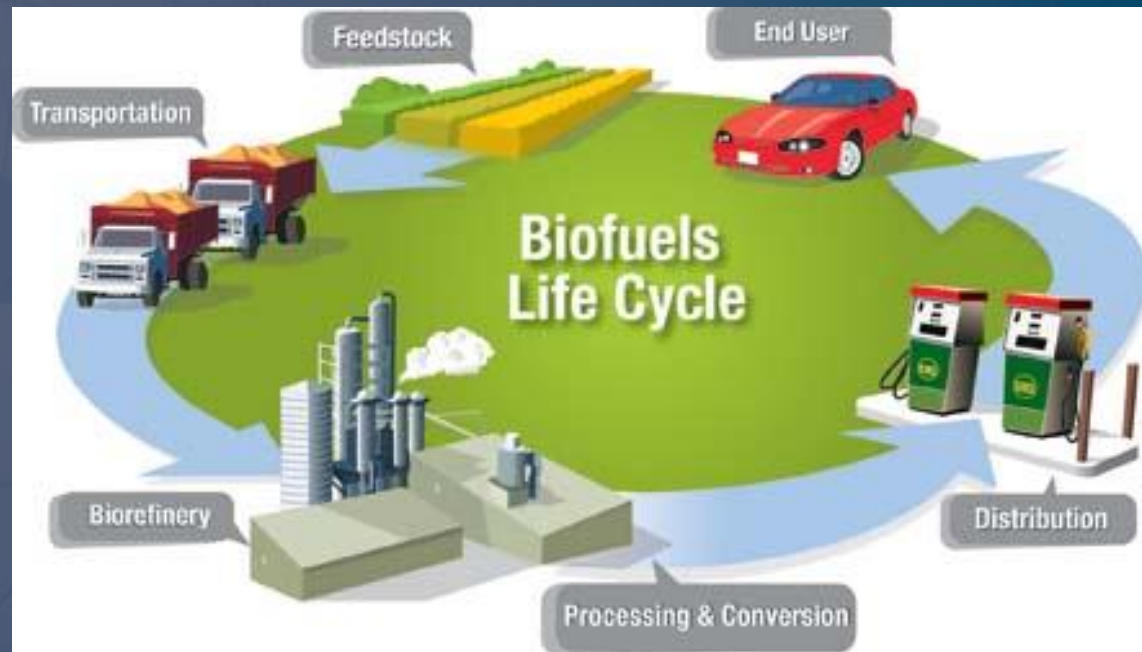 Feedstock
End User
Transportation
Biofuels
Life Cycle
Biorefinery
Distribution
Processing & Conversion